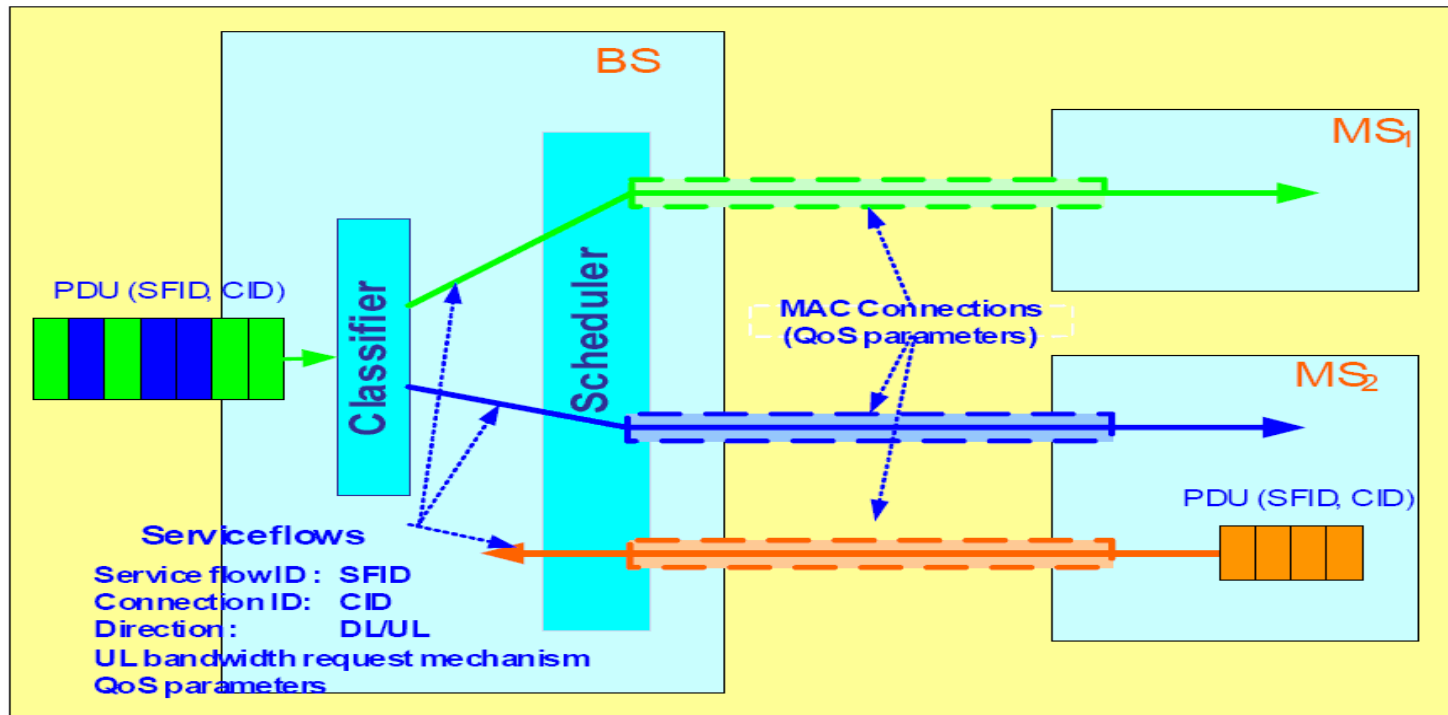 BS
MS1
PDU (SFID, CID)
Classifier
Scheduler
MAC Connections
(QoS parameters)
MS2
PDU (SFID, CID)
Serviceflows
Service flow ID : SFID
Connection ID: CID
Direction : DL/UL
UL bandwidth request mechanism
QoS parameters